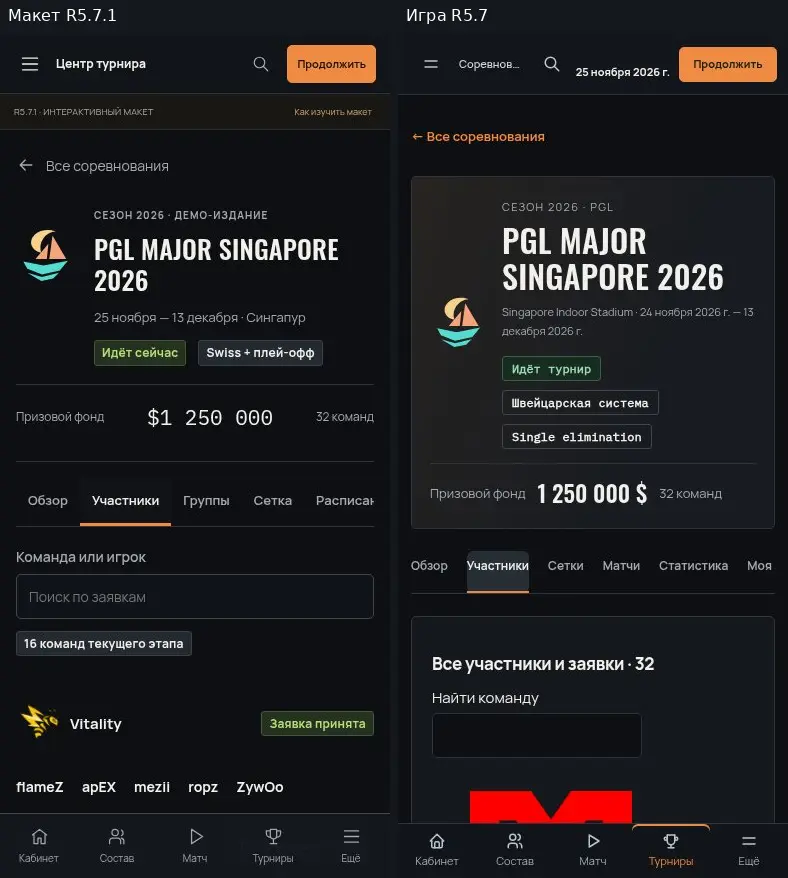 Макет R5.7.1
Центр турнира
Продолжить
R5.7.1 · ИНТЕРАКТИВНЫЙ МАКЕТ
Как изучить макет
← Все соревнования
СЕЗОН 2026 · ДЕМО-ИЗДАНИЕ
PGL MAJOR SINGAPORE
2026
25 ноября — 13 декабря · Сингапур
Идёт сейчас
Swiss + плей-офф
Призовой фонд
$1 250 000
32 команд
Обзор
Участники
Группы
Сетка
Расписан
Команда или игрок
Поиск по заявкам
16 команд текущего этапа
Vitality
Заявка принята
flameZ apEX mezii ropz ZywOo
Кабинет
Состав
Матч
Турниры
Ещё
Игра R5.7
Соревнов...
25 ноября 2026 г.
Продолжить
← Все соревнования
СЕЗОН 2026 · PGL
PGL MAJOR
SINGAPORE 2026
Singapore Indoor Stadium · 24 ноября 2026 г. — 13
декабря 2026 г.
Идёт турнир
Швейцарская система
Single elimination
Призовой фонд
1 250 000 $
32 команд
Обзор
Участники
Сетки
Матчи
Статистика
Моя
Все участники и заявки · 32
Найти команду
Кабинет
Состав
Матч
Турниры
Ещё